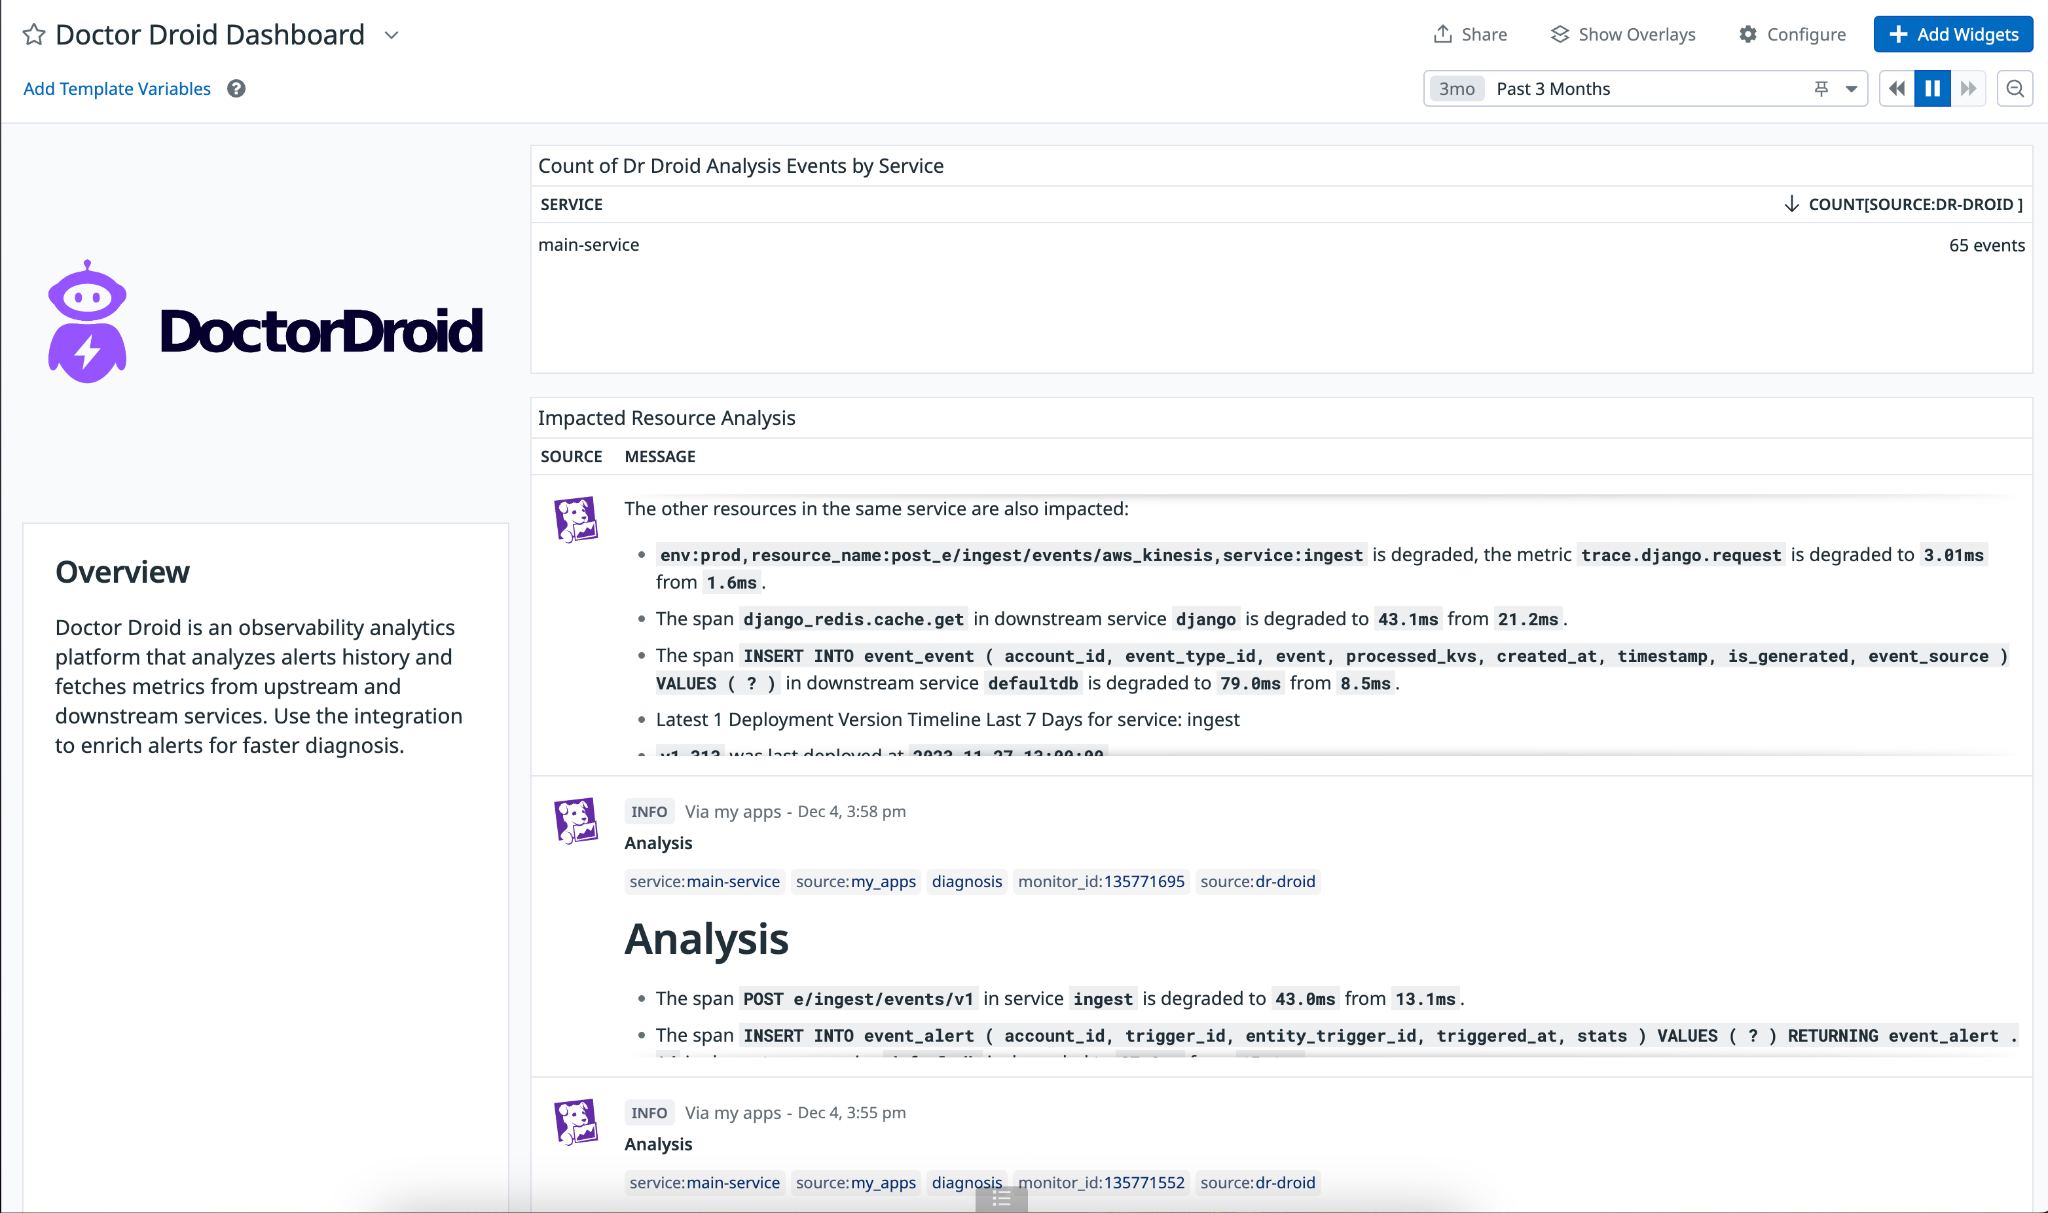 Doctor Droid Dashboard
Share
Show Overlays
Configure
Add Widgets
Add Template Variables
3mo Past 3 Months
DoctorDroid
Overview
Doctor Droid is an observability analytics
platform that analyzes alerts history and
fetches metrics from upstream and
downstream services. Use the integration
to enrich alerts for faster diagnosis.
Count of Dr Droid Analysis Events by Service
SERVICE COUNT[SOURCE:DR-DROID ]
main-service 65 events
Impacted Resource Analysis
SOURCE MESSAGE
The other resources in the same service are also impacted:
env:prod,resource_name:post_e/ingest/events/aws_kinesis,service:ingest is degraded, the metric trace.django.request is degraded to 3.01ms
from 1.6ms.
The span django_redis.cache.get in downstream service django is degraded to 43.1ms from 21.2ms.
The span INSERT INTO event_event ( account_id, event_type_id, event, processed_kvs, created_at, timestamp, is_generated, event_source )
VALUES ( ? ) in downstream service defaultdb is degraded to 79.0ms from 8.5ms.
Latest 1 Deployment Version Timeline Last 7 Days for service: ingest
v1.313 was last deployed at 2023-11-27 13:00:00
INFO Via my apps - Dec 4, 3:58 pm
Analysis
service:main-service source:my_apps diagnosis monitor_id:135771695 source:dr-droid
Analysis
The span POST e/ingest/events/v1 in service ingest is degraded to 43.0ms from 13.1ms.
The span INSERT INTO event_alert ( account_id, trigger_id, entity_trigger_id, triggered_at, stats ) VALUES ( ? ) RETURNING event_alert .
INFO Via my apps - Dec 4, 3:55 pm
Analysis
service:main-service source:my_apps diagnosis monitor_id:135771552 source:dr-droid